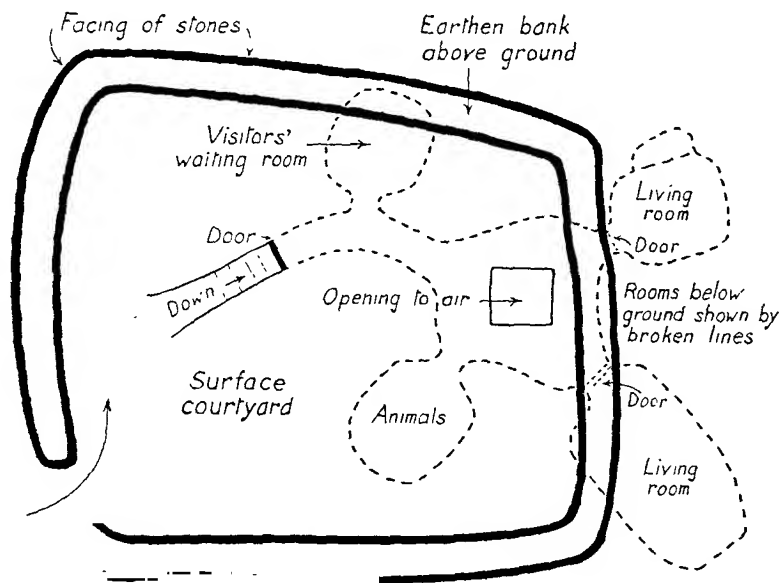 Facing of stones
Earthen bank
above ground
Visitors'
waiting room
Living
room
Door
Door
Down
Opening to air
Rooms below
ground shown by
broken lines
Surface
courtyard
Animals
Door
Living
room